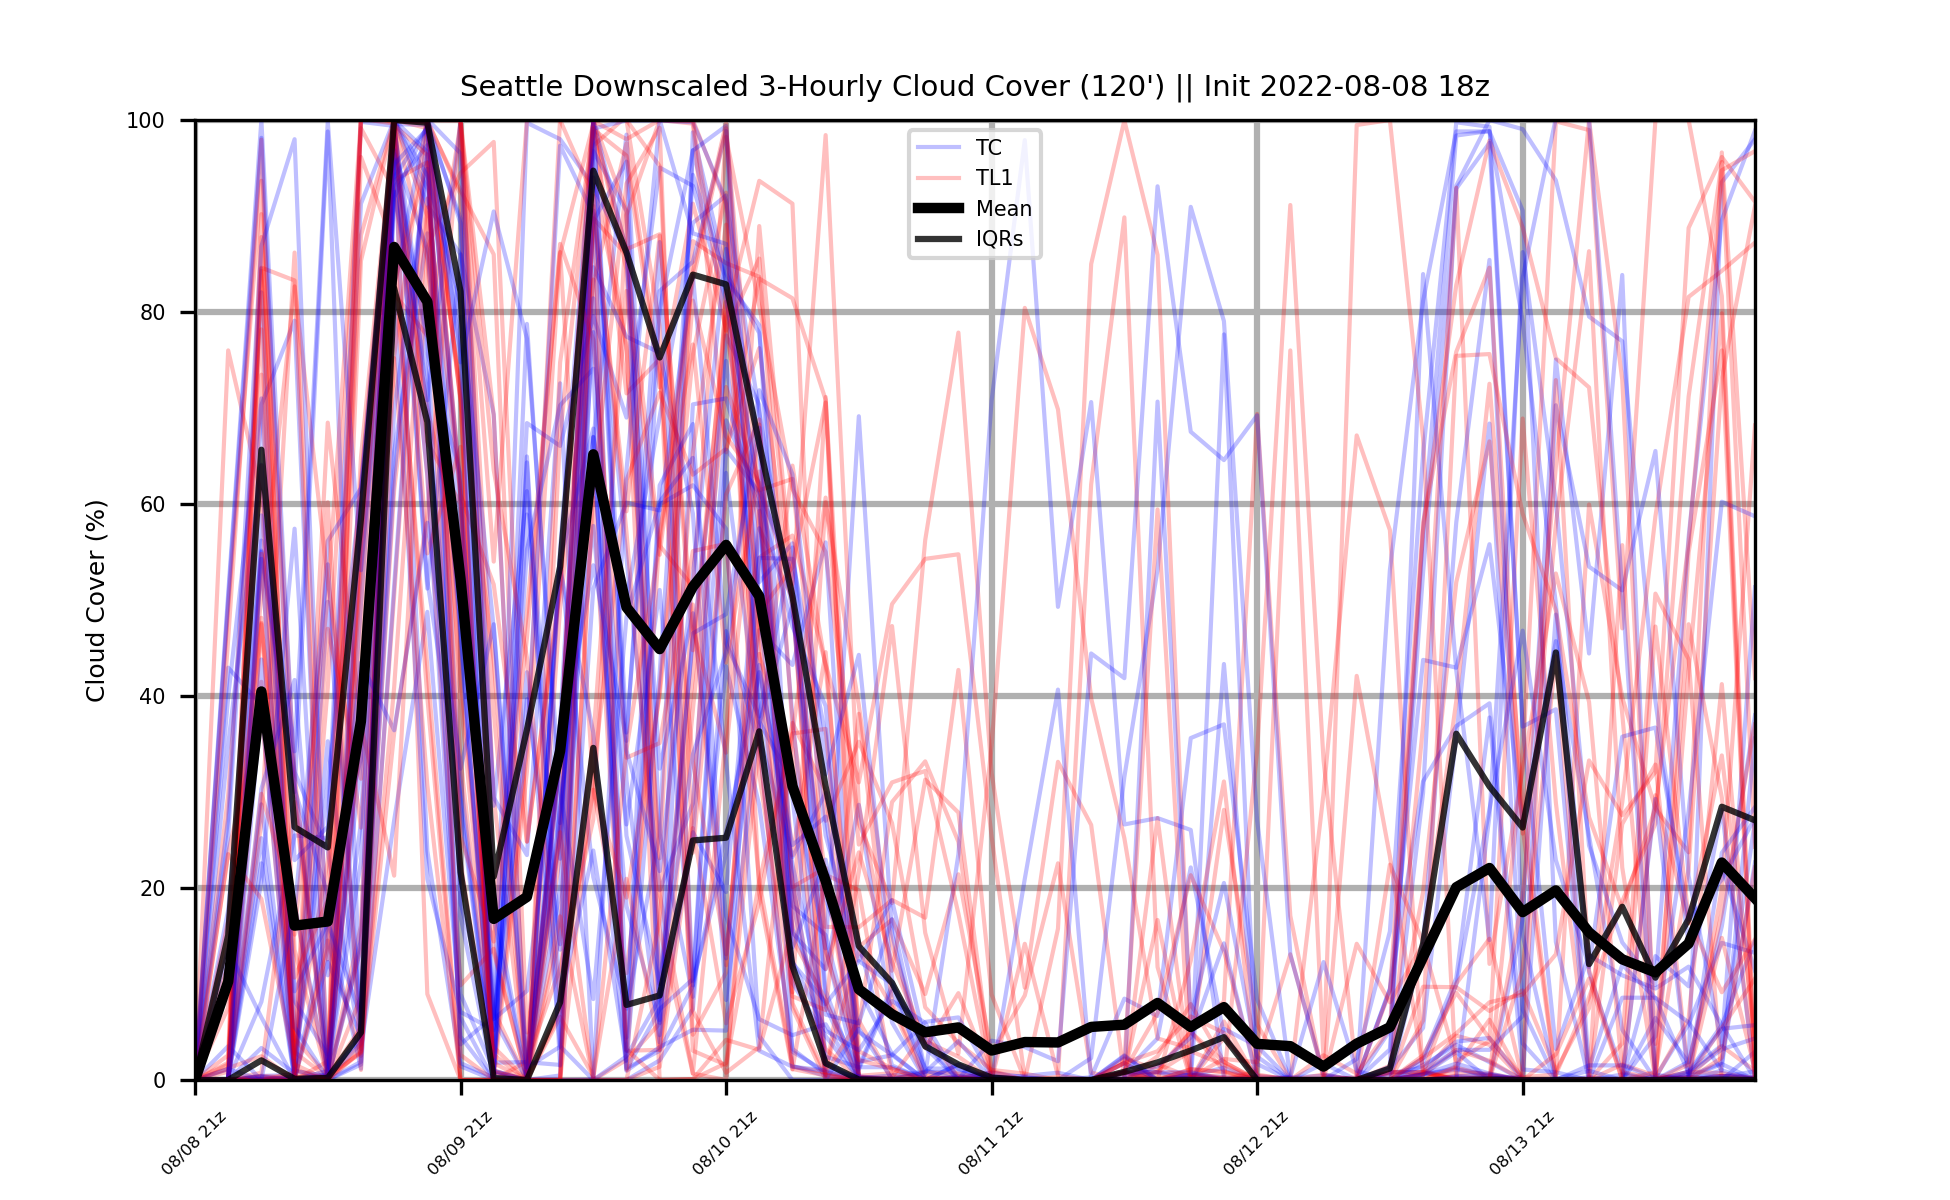 Seattle Downscaled 3-Hourly Cloud Cover (120') || Init 2022-08-08 18z
TC
TL1
Mean
IQRs
Cloud Cover (%)
100
80
60
40
20
0
08/08 21z
08/09 21z
08/10 21z
08/11 21z
08/12 21z
08/13 21z